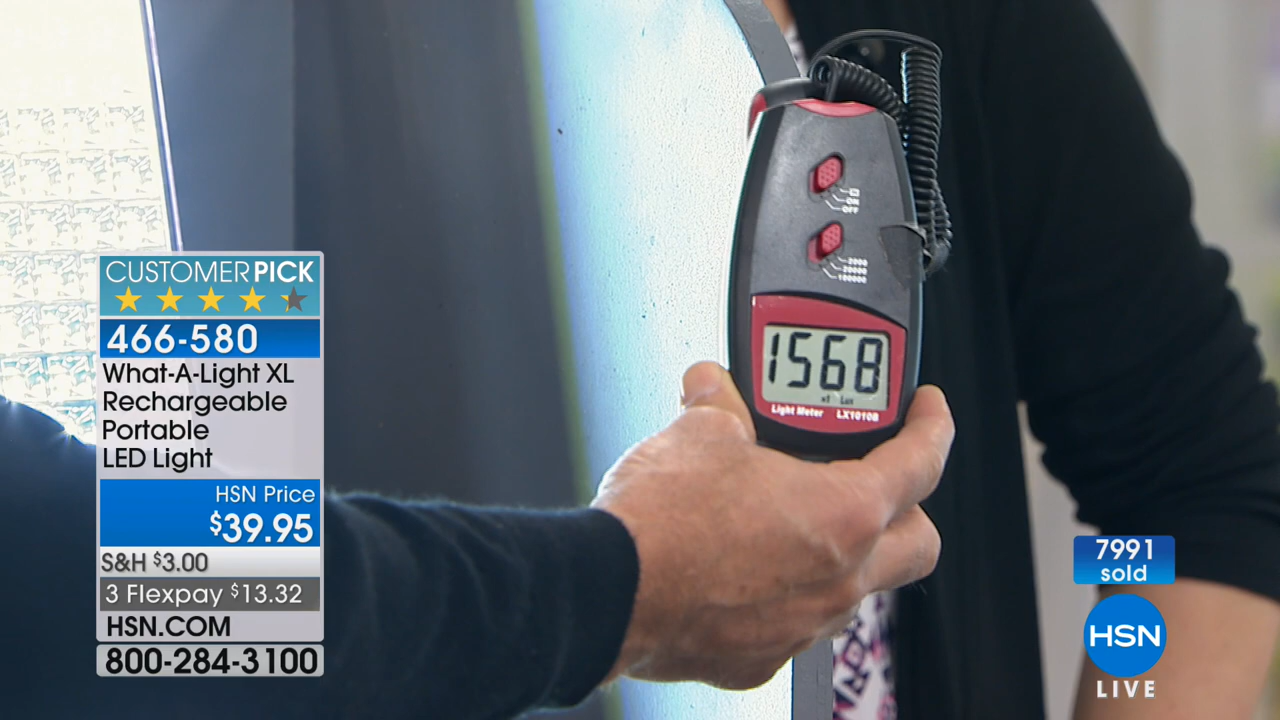 CUSTOMERPICK
466-580
What-A-Light XL
Rechargeable
Portable
LED Light
HSN Price
$39.95
S&H $3.00
3 Flexpay $13.32
HSN.COM
800-284-3100
ON
OFF
2000
20000
100000
1568
x1 Lux
Light Meter LX1010B
7991
sold
HSN
LIVE